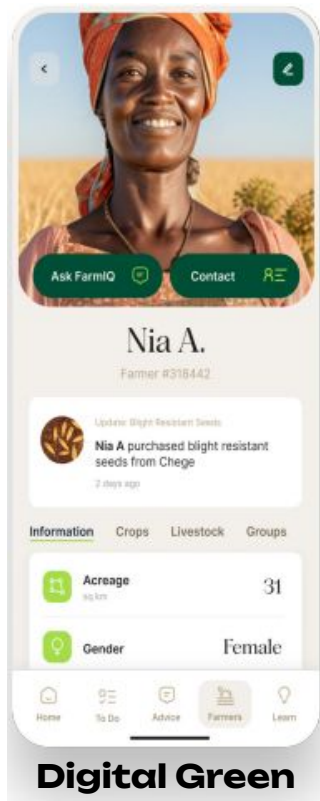 Ask FarmIQ
Contact
Nia A.
Farmer #318442
Update: Blight Resistant Seeds
Nia A purchased blight resistant
seeds from Chege
2 days ago
Information Crops Livestock Groups
Acreage
sq km
31
Gender
Female
Home To Do Advice Farmers Learn
Digital Green